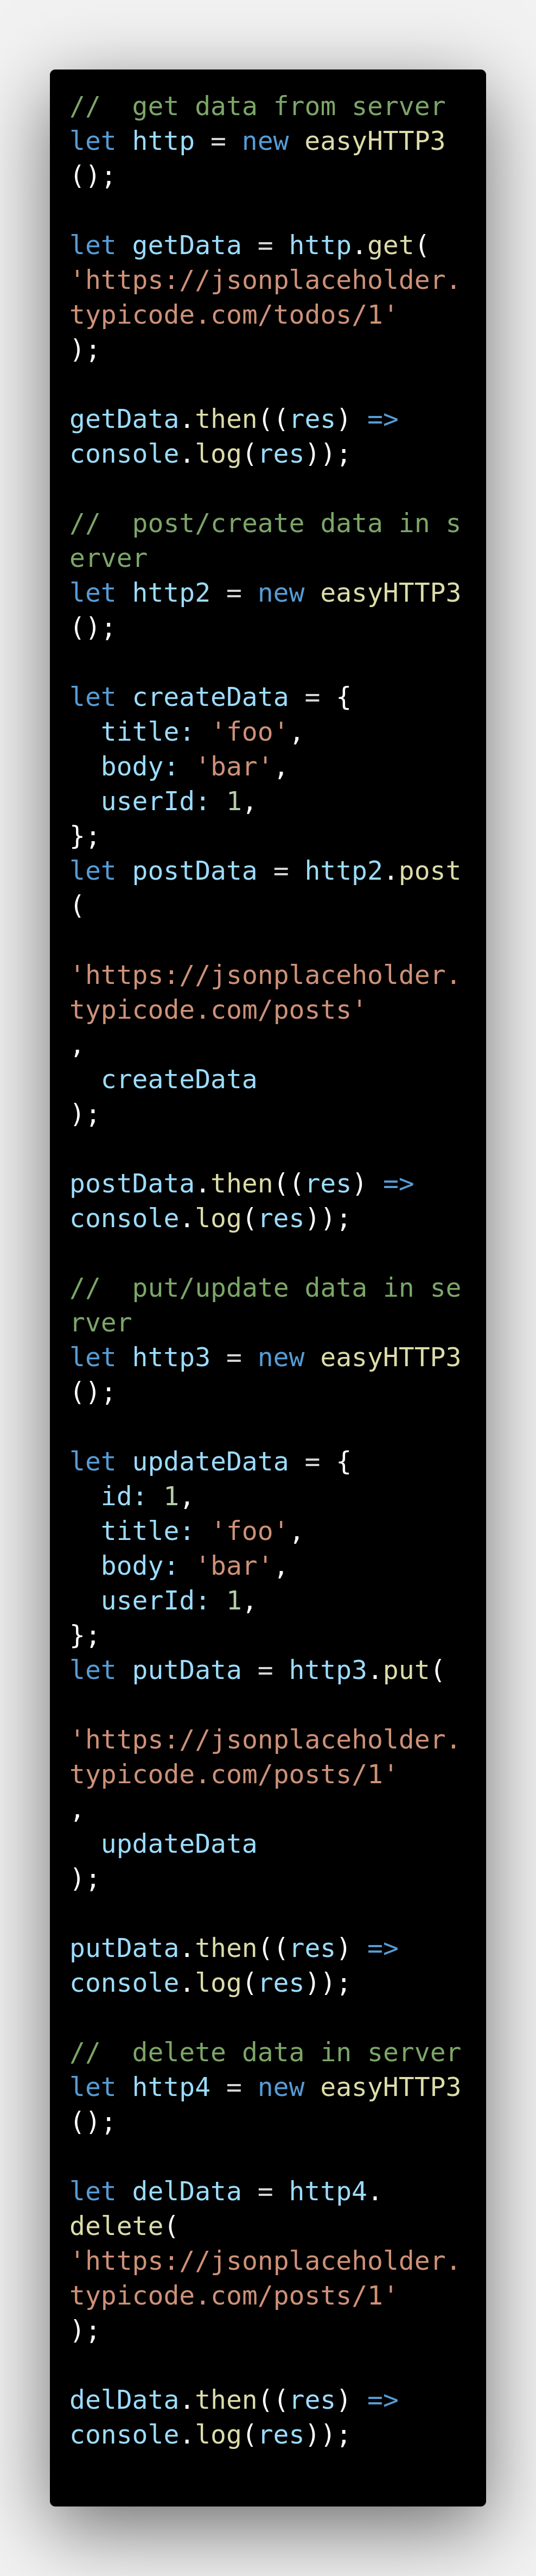 //  get data from server
let http = new easyHTTP3
();

let getData = http.get(
'https://jsonplaceholder.
typicode.com/todos/1'
);

getData.then((res) =>
console.log(res));

//  post/create data in s
erver
let http2 = new easyHTTP3
();

let createData = {
  title: 'foo',
  body: 'bar',
  userId: 1,
};
let postData = http2.post
(

'https://jsonplaceholder.
typicode.com/posts'
,
  createData
);

postData.then((res) =>
console.log(res));

//  put/update data in se
rver
let http3 = new easyHTTP3
();

let updateData = {
  id: 1,
  title: 'foo',
  body: 'bar',
  userId: 1,
};
let putData = http3.put(

'https://jsonplaceholder.
typicode.com/posts/1'
,
  updateData
);

putData.then((res) =>
console.log(res));

//  delete data in server
let http4 = new easyHTTP3
();

let delData = http4.
delete(
'https://jsonplaceholder.
typicode.com/posts/1'
);

delData.then((res) =>
console.log(res));